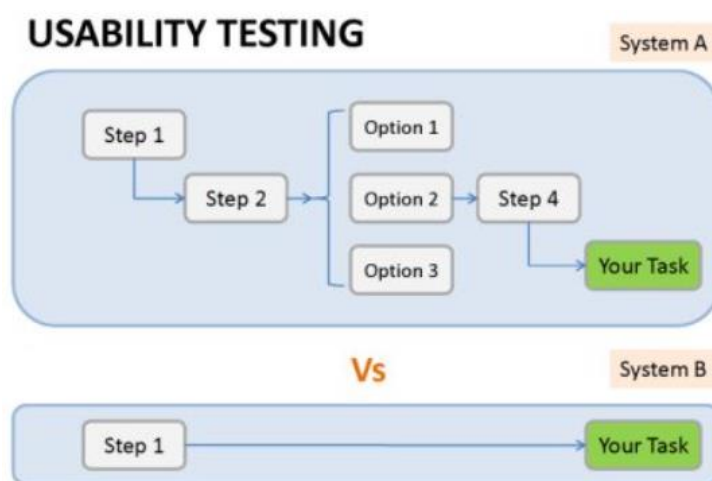 USABILITY TESTING
System A
Step 1
Option 1
Step 2
Option 2
Step 4
Option 3
Your Task
Vs
System B
Step 1
Your Task